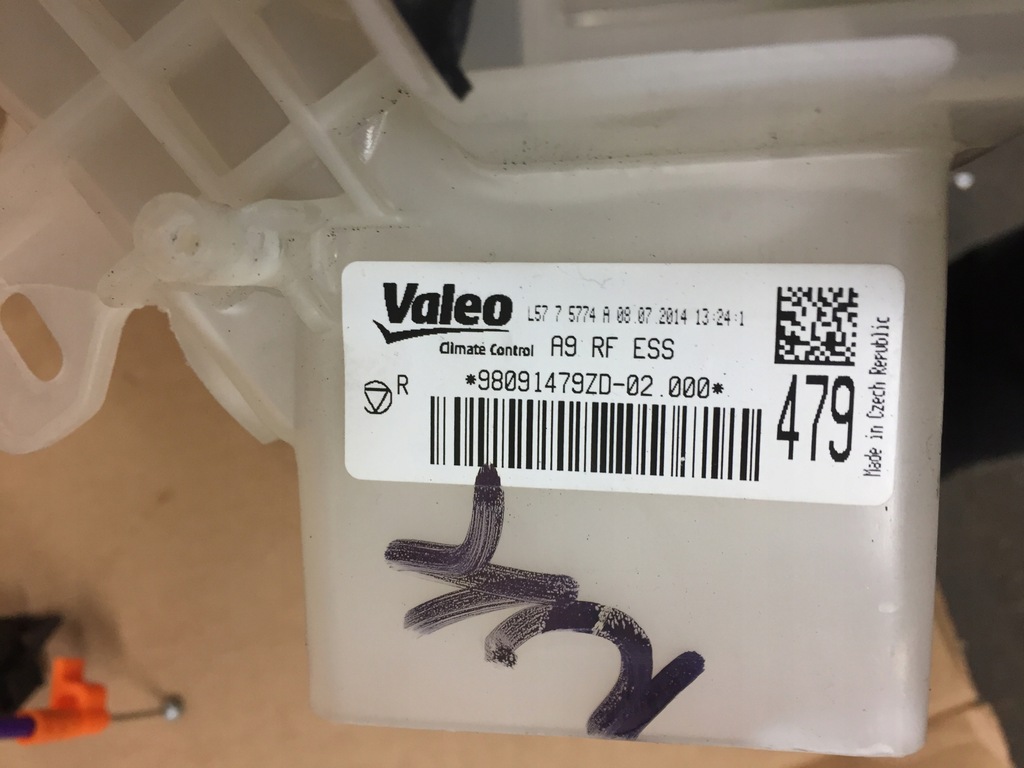 Valeo L57 7 5774 A 08.07.2014 13:24:1
Climate Control A9 RF ESS
R *98091479ZD-02.000*
479
Made in Czech Republic